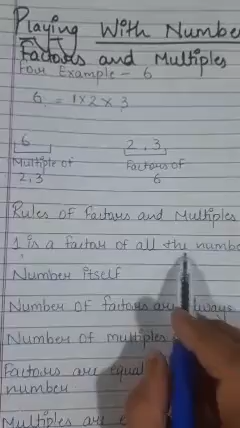 Playing With Number
Factors and Multiples
For Example - 6
6 = 1 x 2 x 3
6 2, 3
Multiple of Factors of
2, 3 6
Rules of factors and Multiples
1 is a factor of all the numbe
Number itself
Number of factors are always
Number of multiples
Factors are equal
number
Multiples are